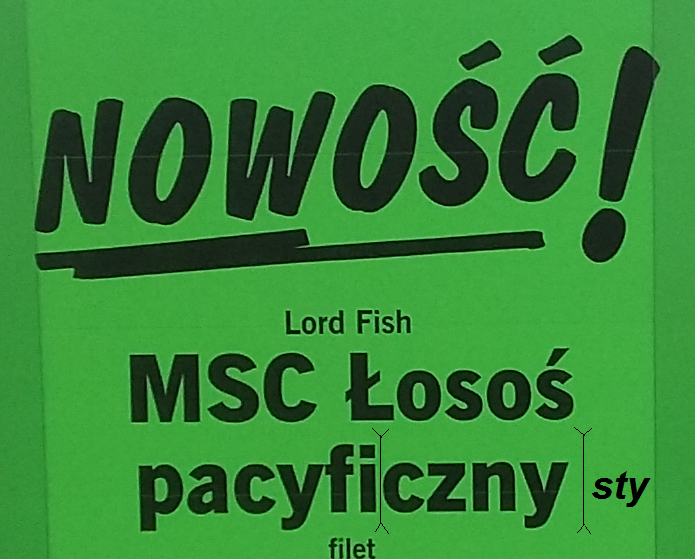 NOWOŚĆ!
Lord Fish
MSC Łosoś
pacyficzny sty
filet